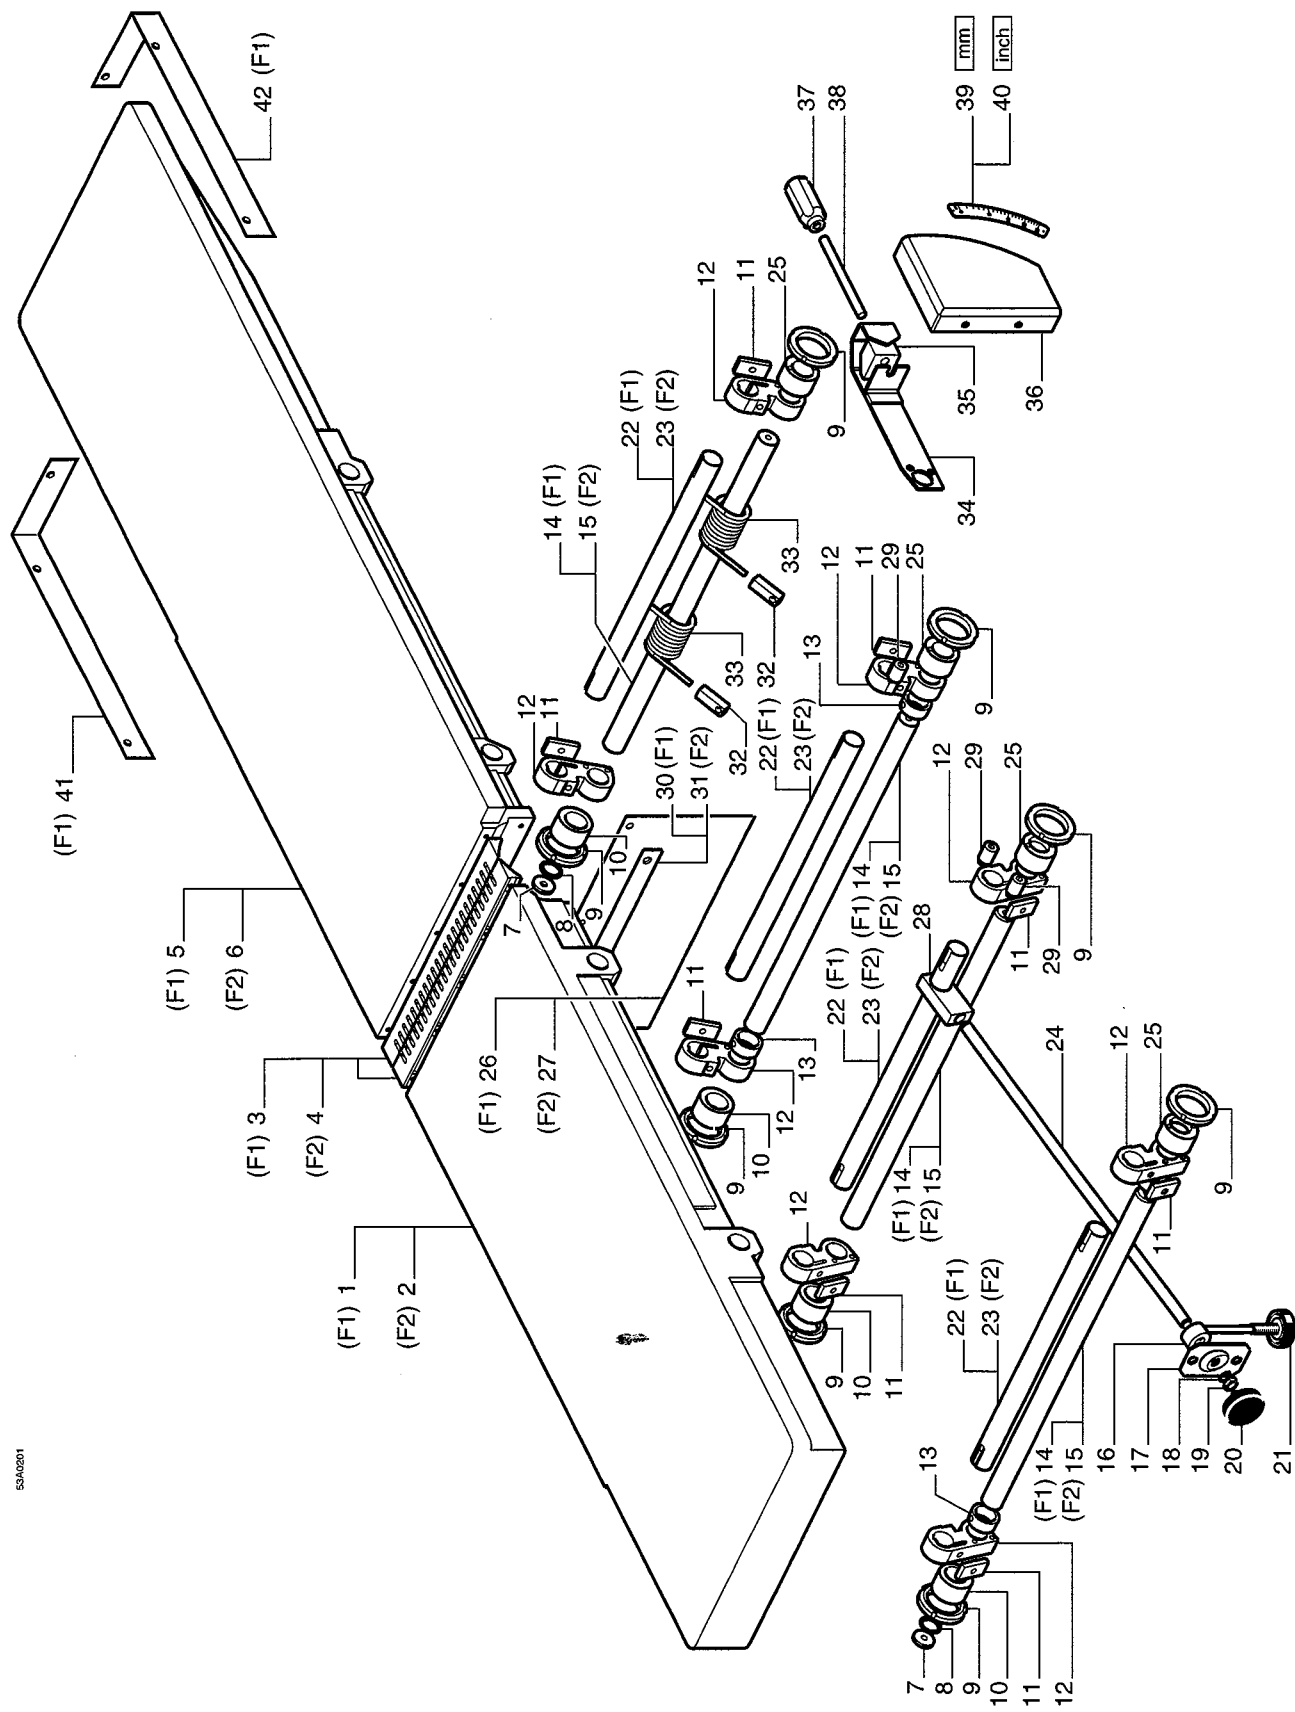 42 (F1)
39 mm
40 inch
37
38
12
11
25
9
35
36
34
22 (F1)
23 (F2)
14 (F1)
15 (F2)
33
33
32
32
(F1) 41
12
11
30 (F1)
31 (F2)
10
9
8
7
12
11
29
25
13
9
22 (F1)
23 (F2)
(F1) 14
(F2) 15
(F1) 5
(F2) 6
(F1) 3
(F2) 4
(F1) 26
(F2) 27
11
13
12
10
9
12
29
25
9
29
11
28
22 (F1)
23 (F2)
(F1) 14
(F2) 15
24
12
25
9
11
(F1) 1
(F2) 2
12
9
10
11
22 (F1)
23 (F2)
(F1) 14
(F2) 15
16
17
18
19
20
21
13
7
8
9
10
11
12
53A0201